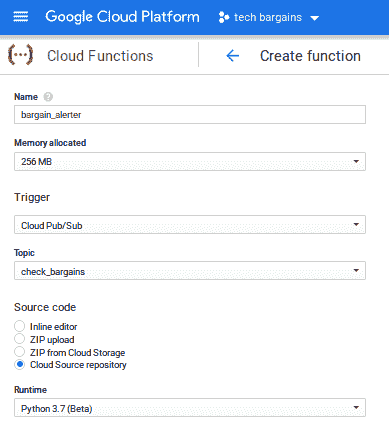 Google Cloud Platform tech bargains
Cloud Functions Create function
Name
bargain_alerter
Memory allocated
256 MB
Trigger
Cloud Pub/Sub
Topic
check_bargains
Source code
Inline editor
ZIP upload
ZIP from Cloud Storage
Cloud Source repository
Runtime
Python 3.7 (Beta)